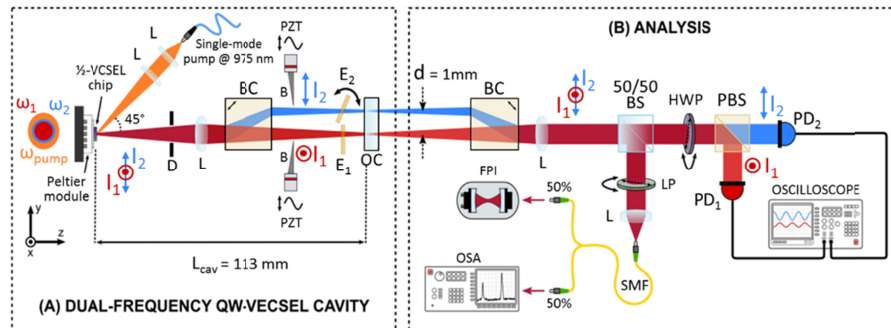 (B) ANALYSIS
L
L
Single-mode
pump @ 975 nm
½-VCSEL
chip
PZT
B
I₂
E₂
BC
d = 1mm
BC
I₂
I₁
50/50
BS
HWP
PBS
I₂
PD₂
ω₁
ω₂
ωpump
45°
Peltier
module
I₂
I₁
D
L
B
I₁
E₁
OC
PZT
L
I₁
PD₁
LP
L
FPI
50%
OSCILLOSCOPE
y
x
z
Lcav = 113 mm
OSA
50%
SMF
(A) DUAL-FREQUENCY QW-VECSEL CAVITY